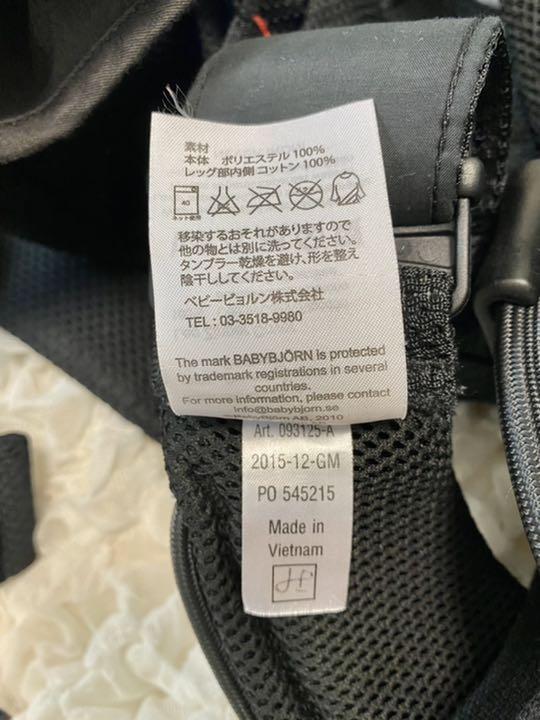 素材
本体 ポリエステル 100%
レッグ部内側 コットン 100%
40
ネット使用
移染するおそれがありますので
他の物とは別に洗ってください。
タンブラー乾燥を避け、形を整え
陰干ししてください。
ベビービョルン株式会社
TEL : 03-3518-9980
The mark BABYBJÖRN is protected
by trademark registrations in several
countries.
For more information, please contact
info@babybjorn.se
BabyBjörn AB, 2010
Art. 093125-A
2015-12-GM
PO 545215
Made in
Vietnam